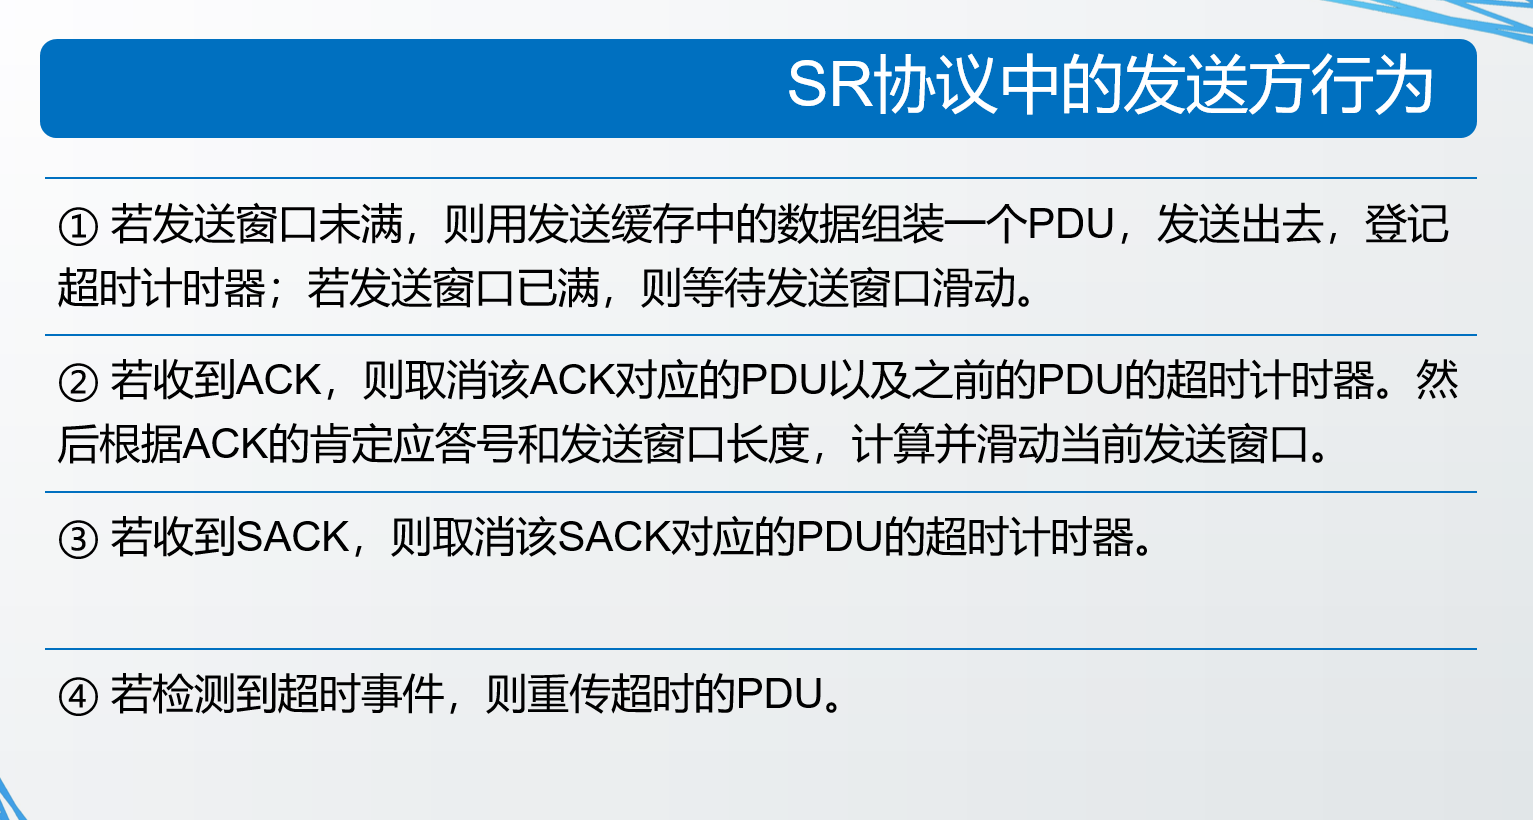 SR协议中的发送方行为
① 若发送窗口未满，则用发送缓存中的数据组装一个PDU，发送出去，登记
超时计时器；若发送窗口已满，则等待发送窗口滑动。
② 若收到ACK，则取消该ACK对应的PDU以及之前的PDU的超时计时器。然
后根据ACK的肯定应答号和发送窗口长度，计算并滑动当前发送窗口。
③ 若收到SACK，则取消该SACK对应的PDU的超时计时器。
④ 若检测到超时事件，则重传超时的PDU。